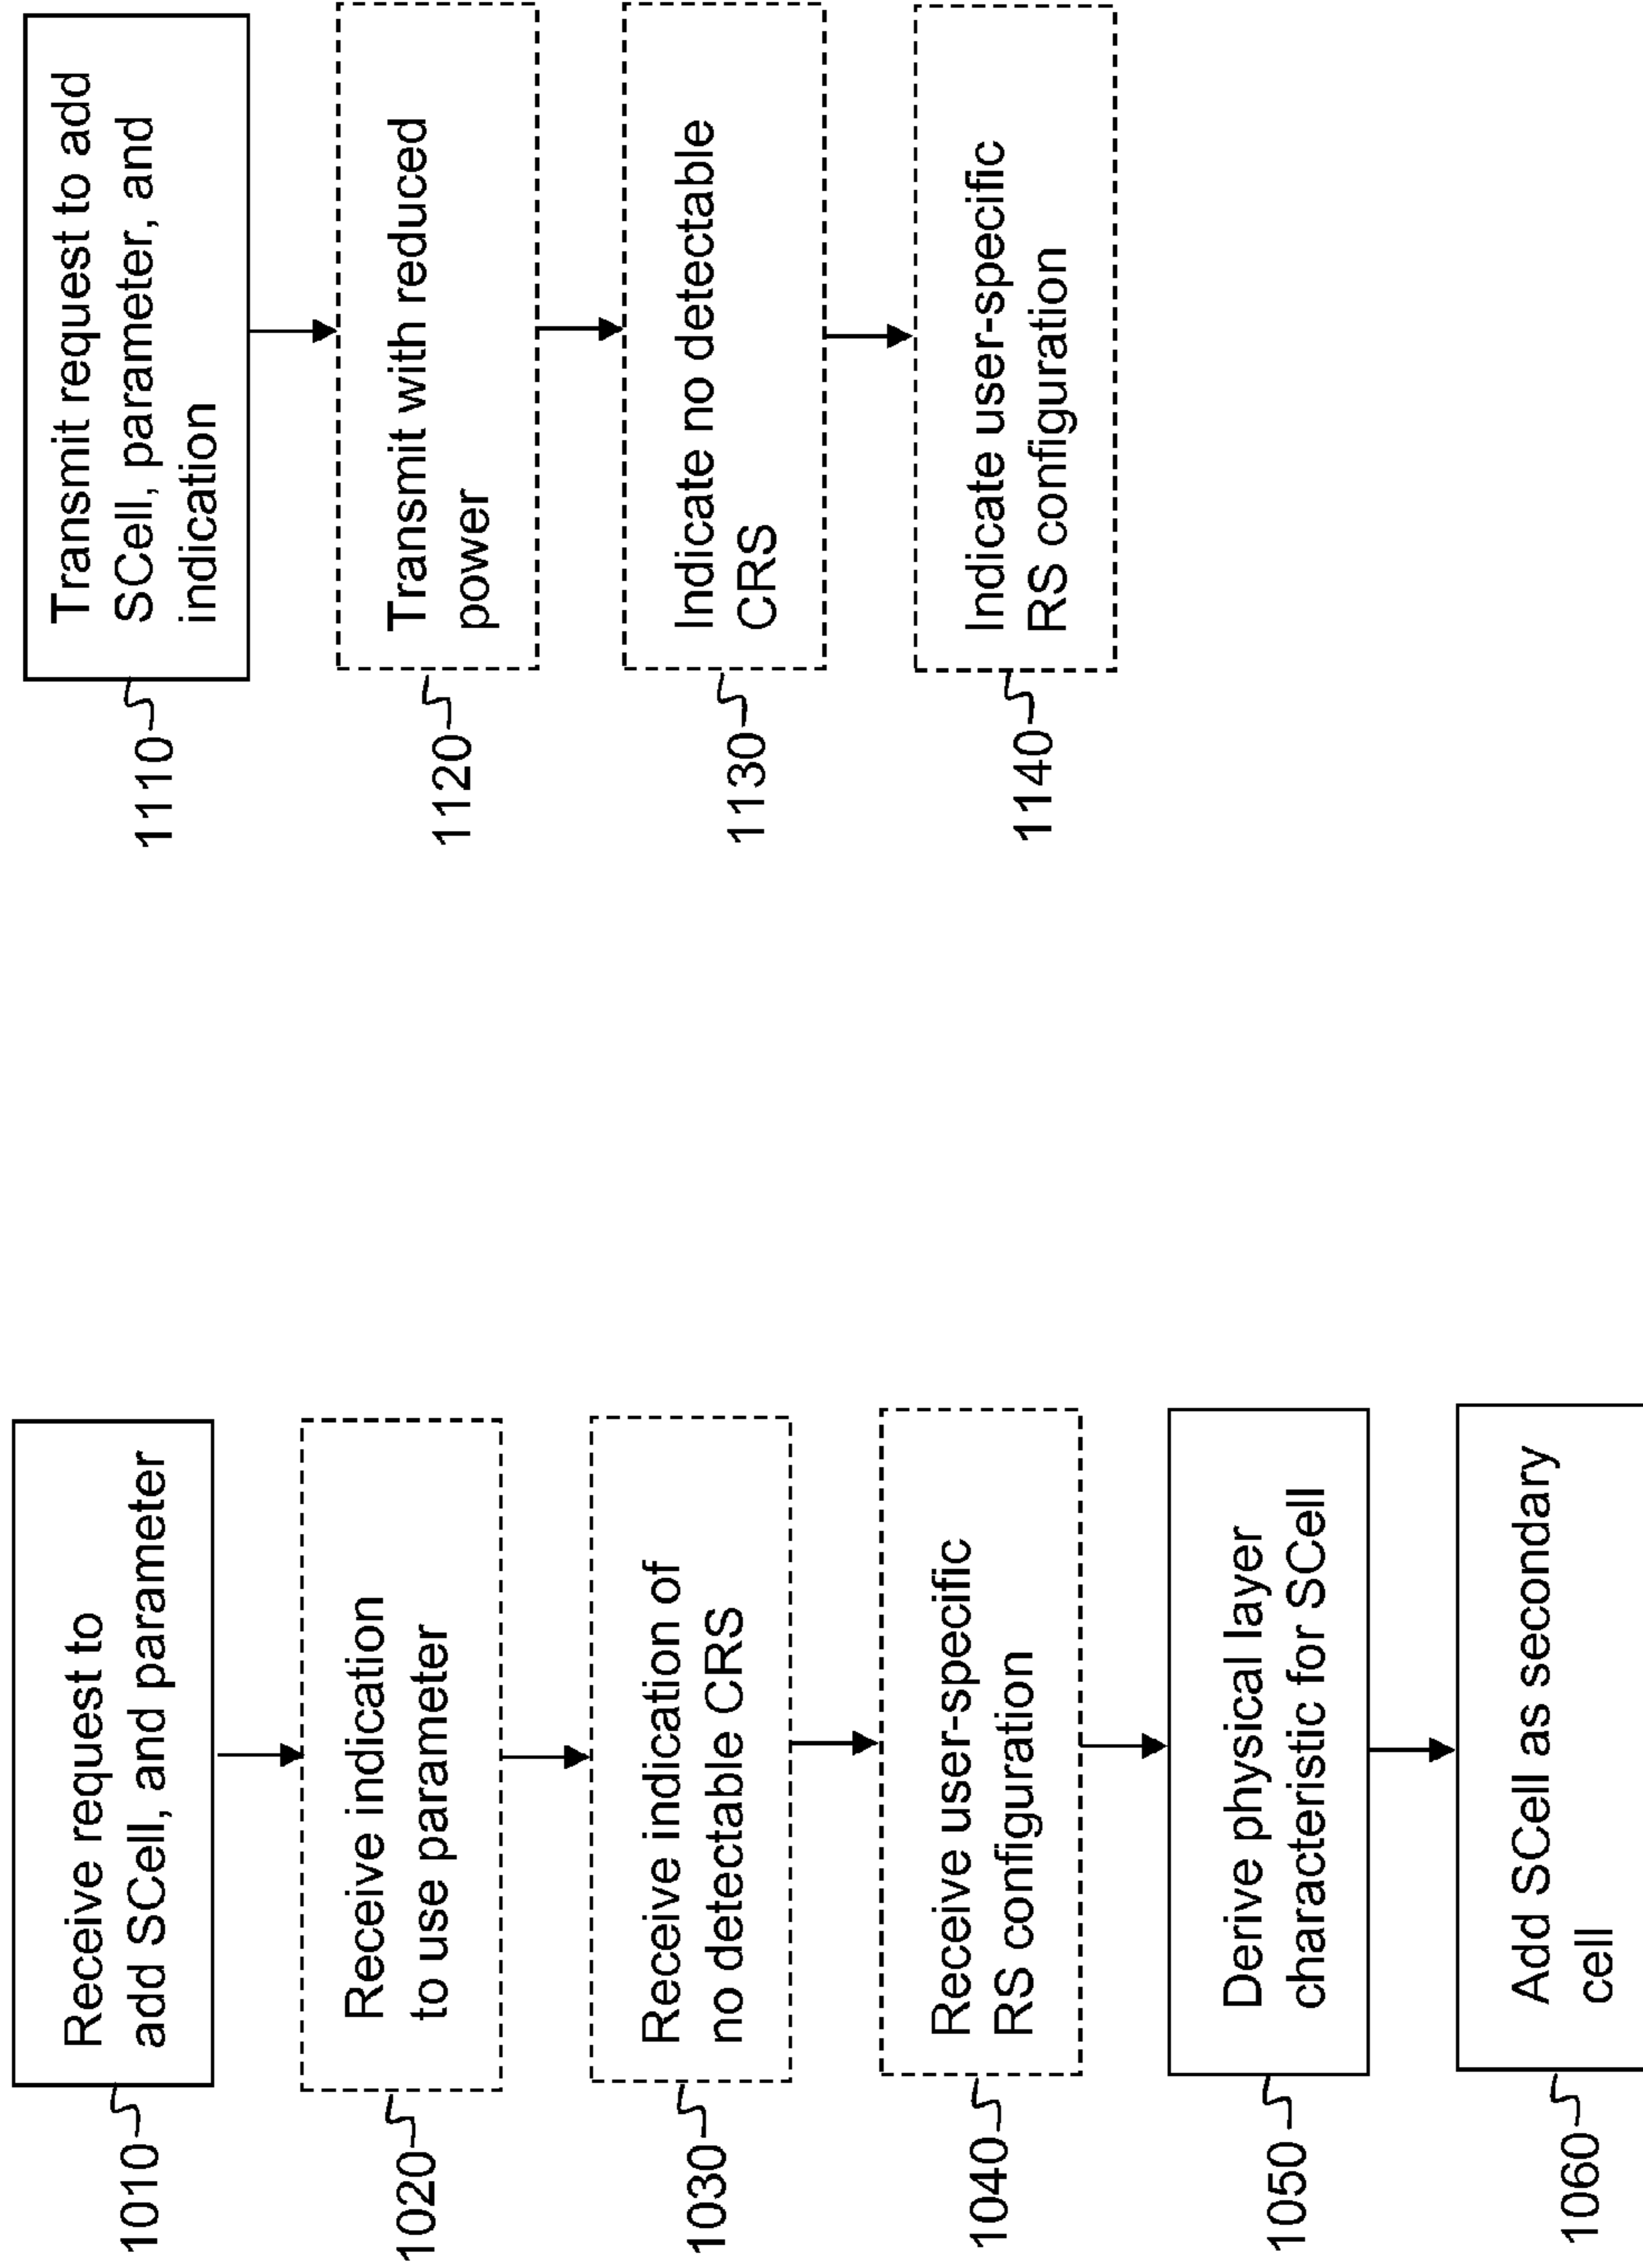 1010
Receive request to
add SCell, and parameter
1020
Receive indication
to use parameter
1030
Receive indication of
no detectable CRS
1040
Receive user-specific
RS configuration
1050
Derive physical layer
characteristic for SCell
1060
Add SCell as secondary
cell
1110
Transmit request to add
SCell, parameter, and
indication
1120
Transmit with reduced
power
1130
Indicate no detectable
CRS
1140
Indicate user-specific
RS configuration